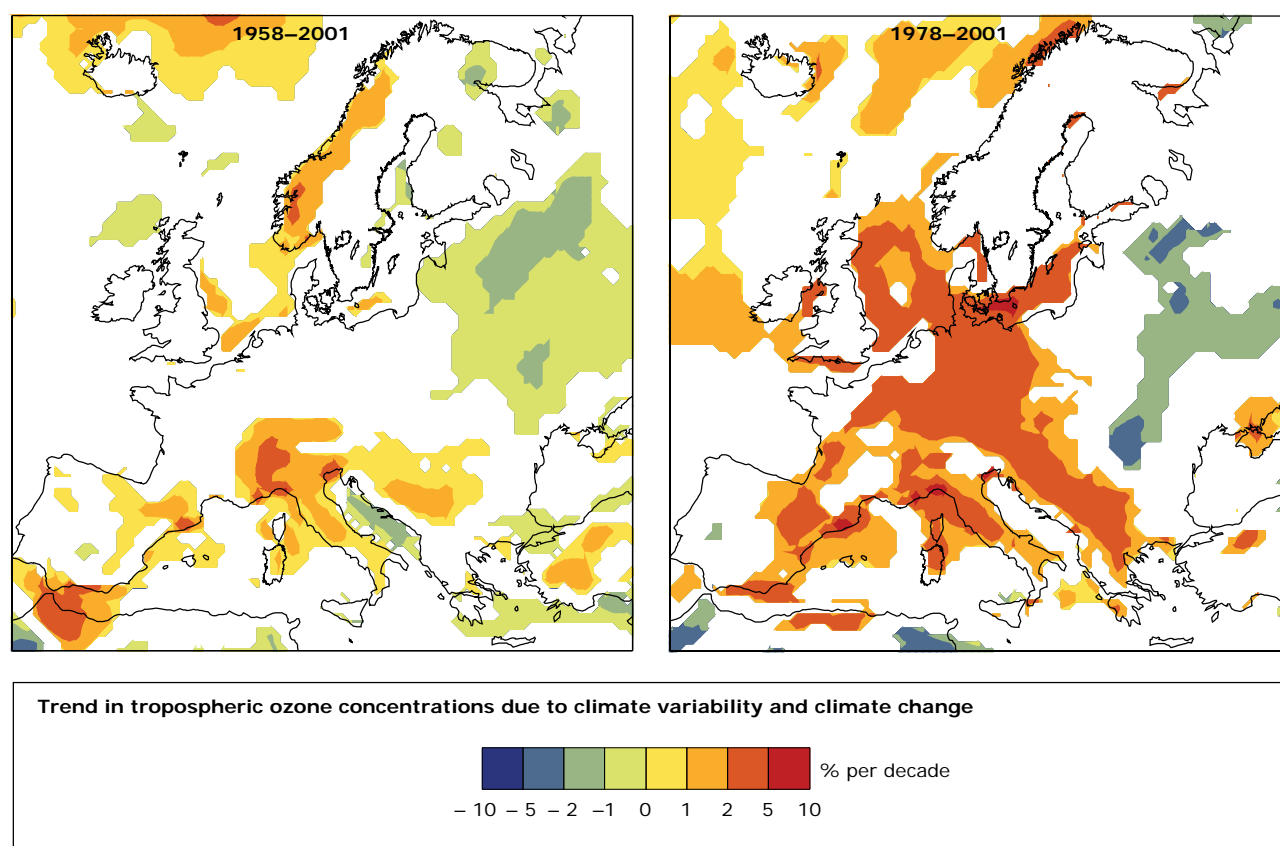 1958–2001
1978–2001
Trend in tropospheric ozone concentrations due to climate variability and climate change
% per decade
– 10 – 5 – 2 –1 0 1 2 5 10